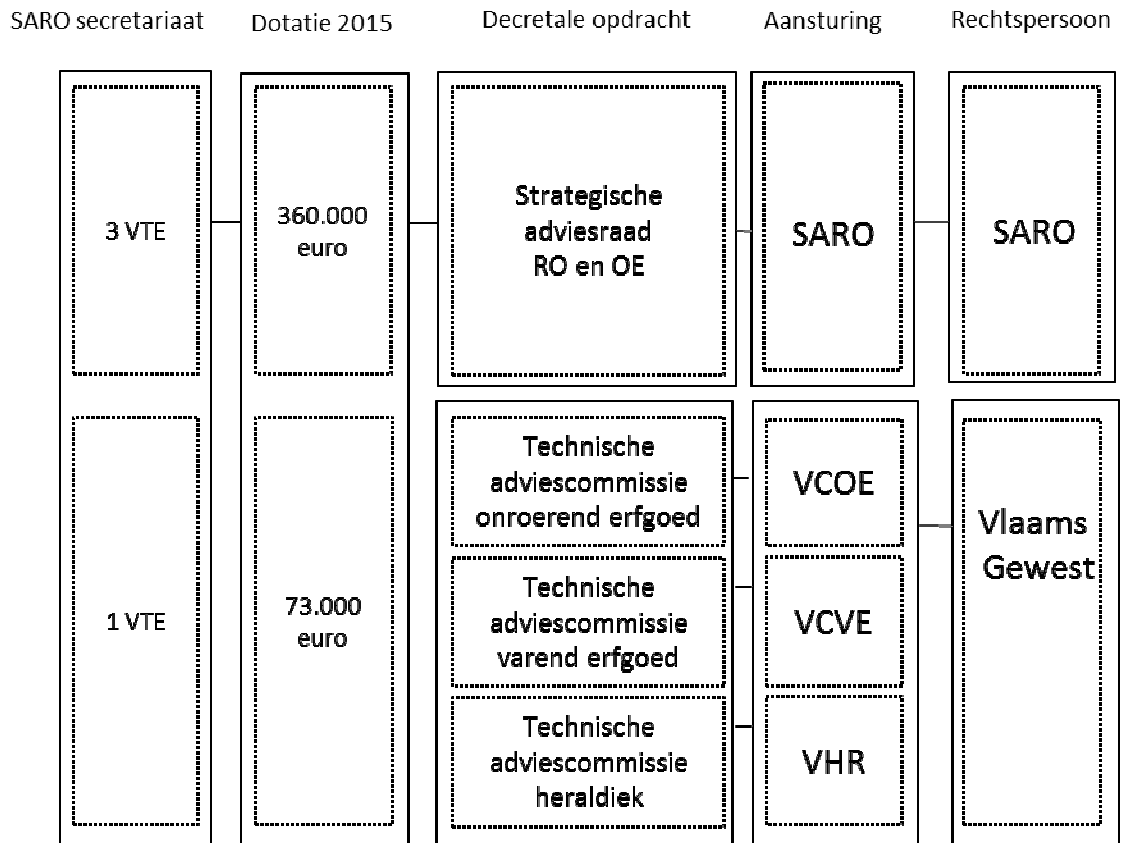 SARO secretariaat
Dotatie 2015
Decretale opdracht
Aansturing
Rechtspersoon
3 VTE
360.000
euro
Strategische
adviesraad
RO en OE
SARO
SARO
1 VTE
73.000
euro
Technische
adviescommissie
onroerend erfgoed
VCOE
Vlaams
Gewest
Technische
adviescommissie
varend erfgoed
VCVE
Technische
adviescommissie
heraldiek
VHR